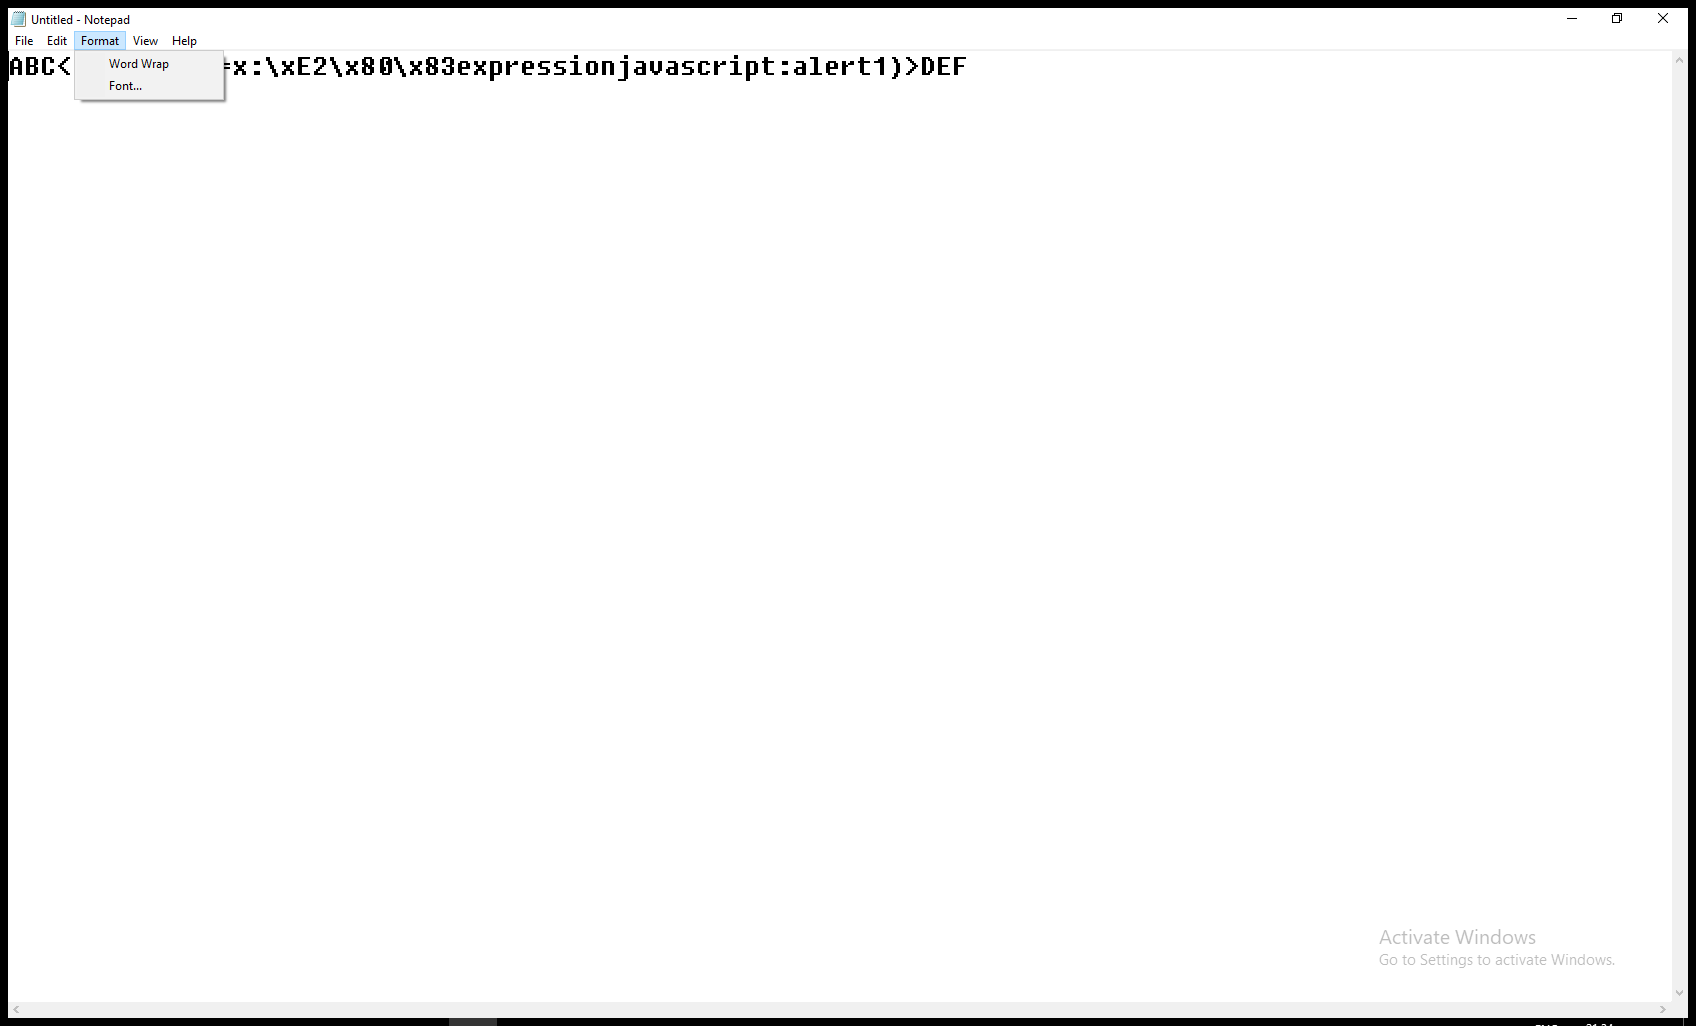 Untitled - Notepad
File Edit Format View Help
ABC< =x:\xE2\x80\x83expressionjavascript:alert1)>DEF
Word Wrap
Font...
Activate Windows
Go to Settings to activate Windows.